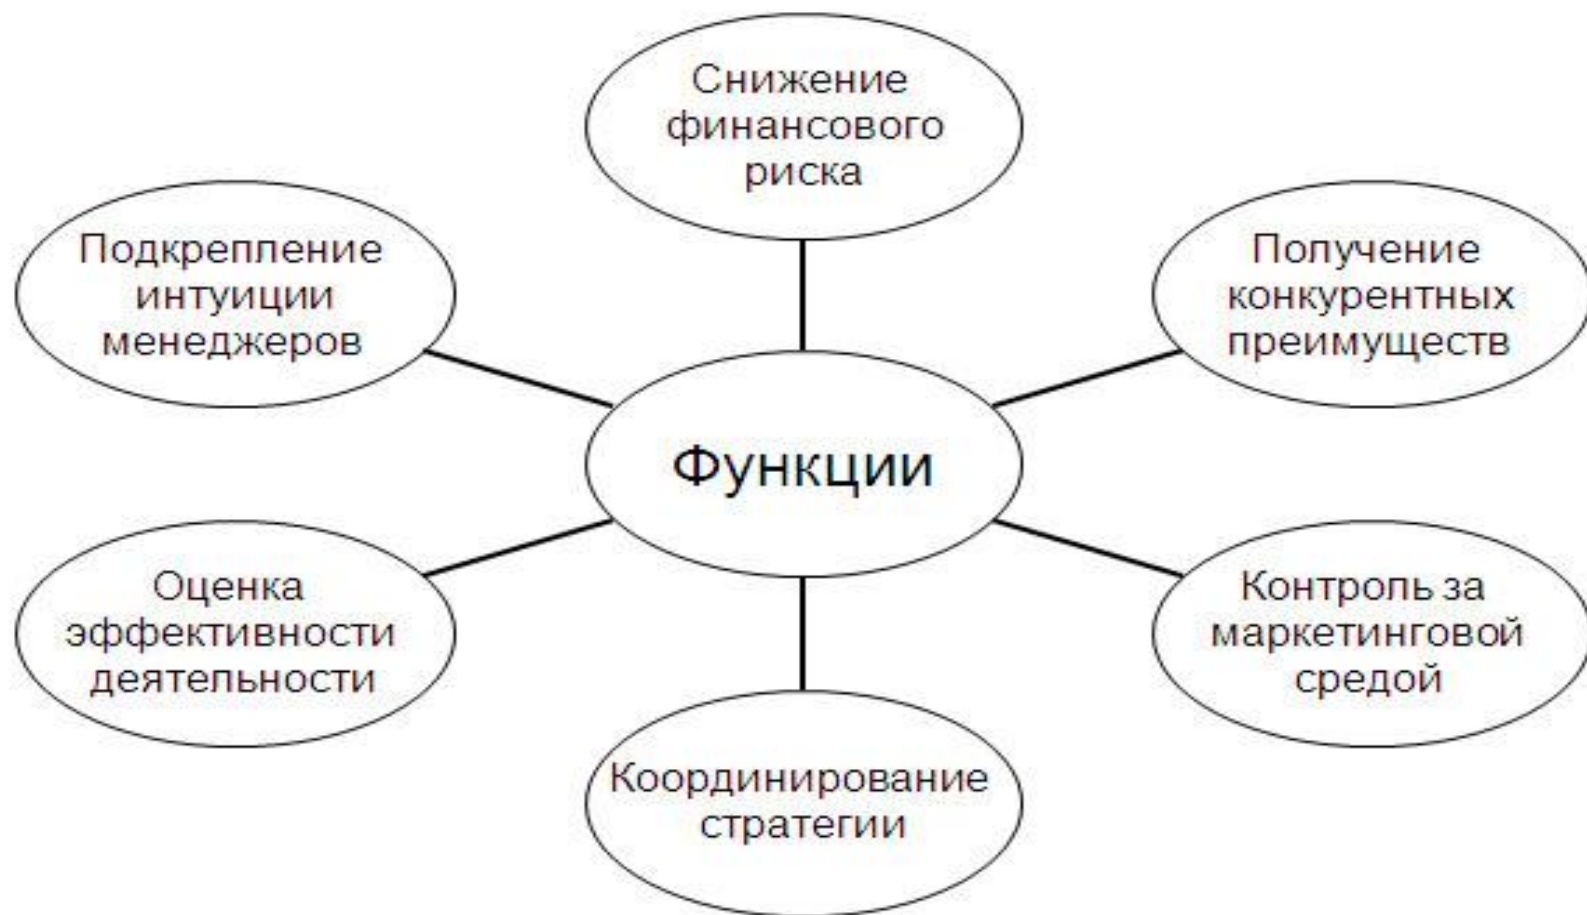 Снижение
финансового
риска
Подкрепление
интуиции
менеджеров
Получение
конкурентных
преимуществ
Функции
Оценка
эффективности
деятельности
Контроль за
маркетинговой
средой
Координирование
стратегии